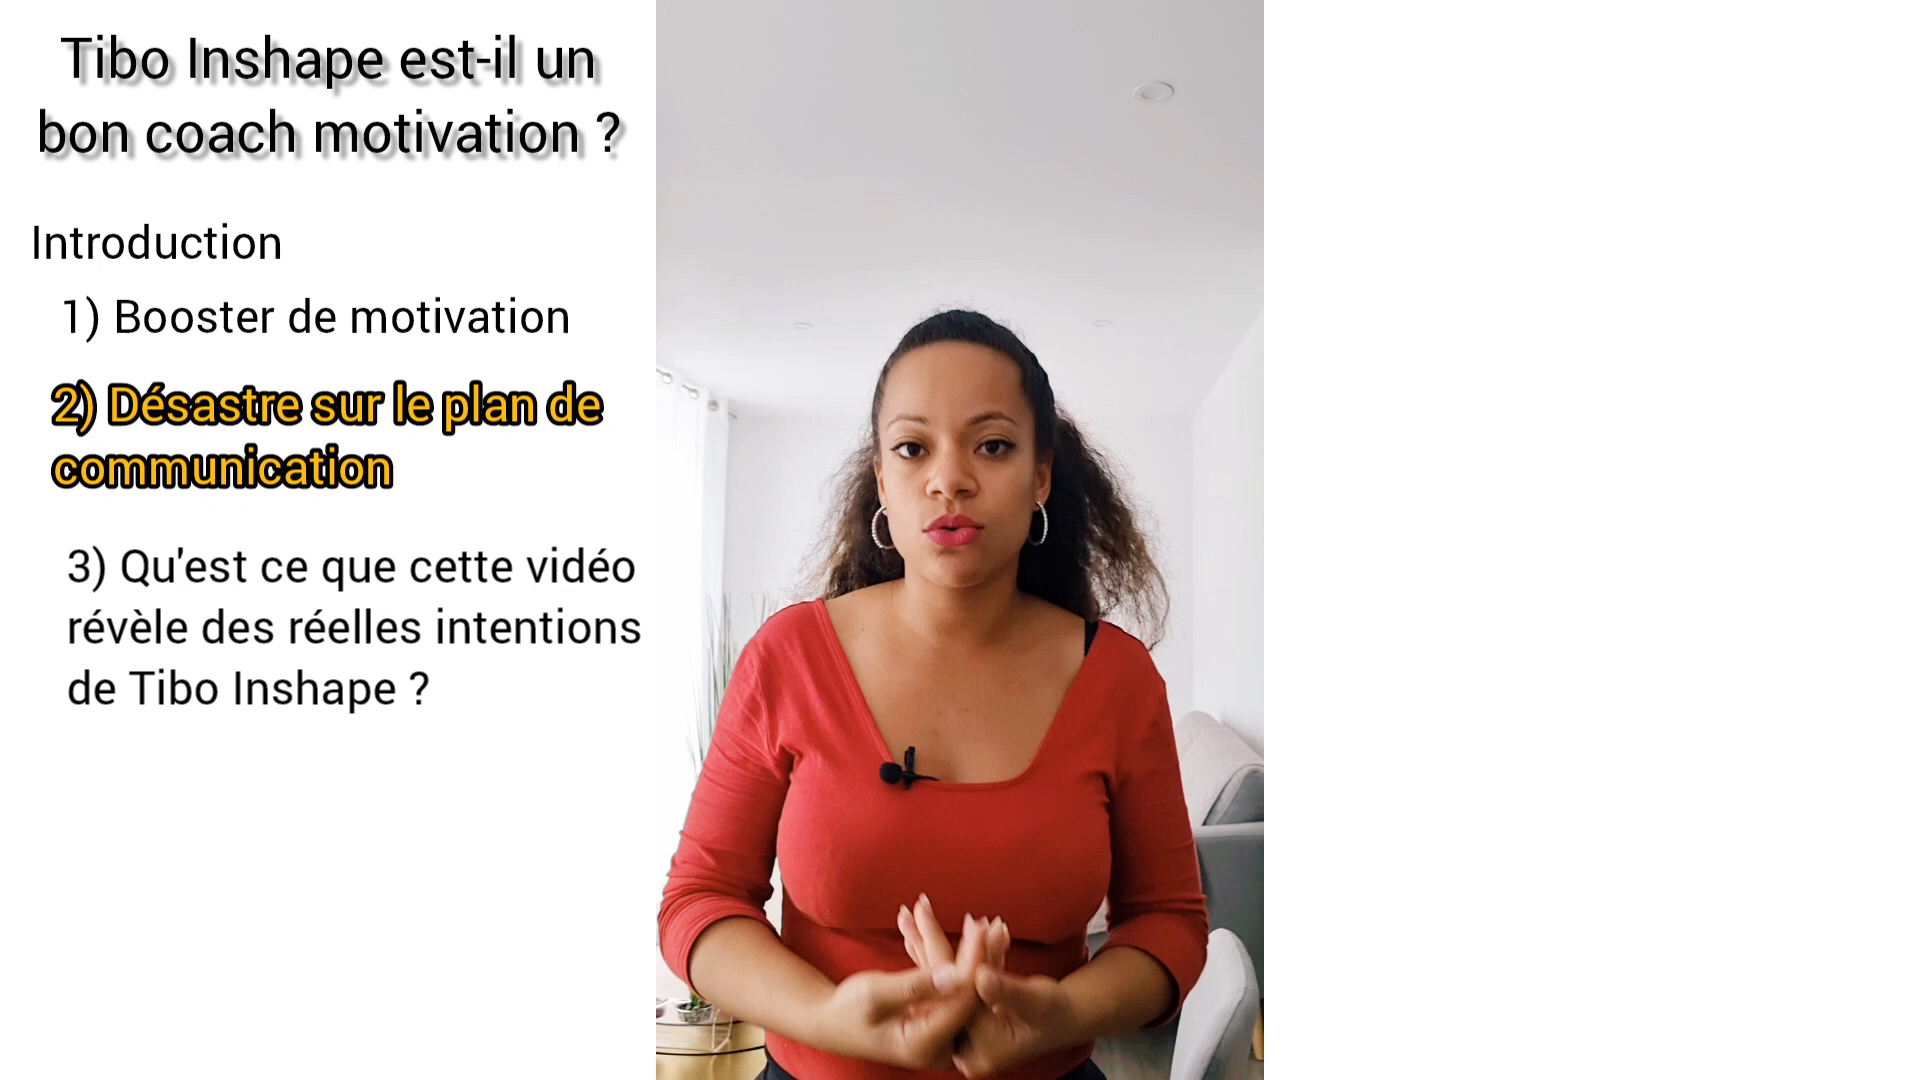 Tibo Inshape est-il un
bon coach motivation ?
Introduction
1) Booster de motivation
2) Désastre sur le plan de
communication
3) Qu'est ce que cette vidéo
révèle des réelles intentions
de Tibo Inshape ?